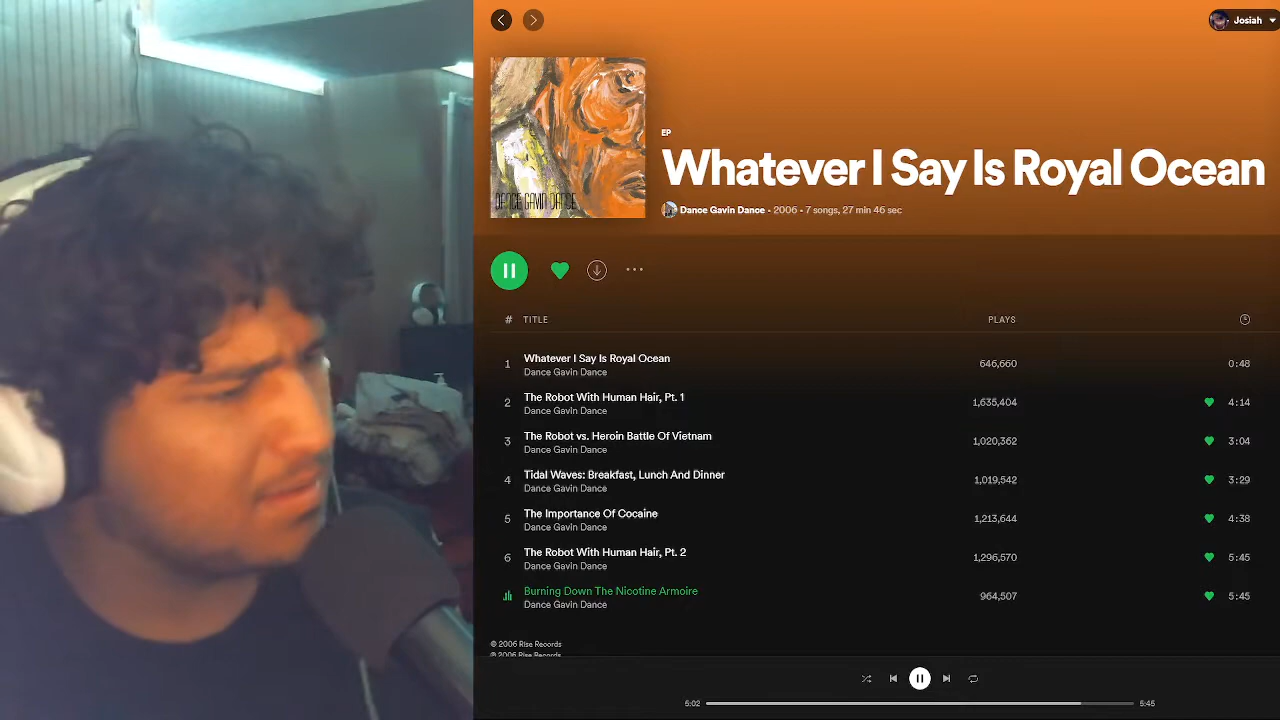 Josiah
DANCE GAVIN DANCE
EP
Whatever I Say Is Royal Ocean
Dance Gavin Dance • 2006 • 7 songs, 27 min 46 sec
# TITLE PLAYS
1 Whatever I Say Is Royal Ocean 646,660 0:48
Dance Gavin Dance
2 The Robot With Human Hair, Pt. 1 1,635,404 4:14
Dance Gavin Dance
3 The Robot vs. Heroin Battle Of Vietnam 1,020,362 3:04
Dance Gavin Dance
4 Tidal Waves: Breakfast, Lunch And Dinner 1,019,542 3:29
Dance Gavin Dance
5 The Importance Of Cocaine 1,213,644 4:38
Dance Gavin Dance
6 The Robot With Human Hair, Pt. 2 1,296,570 5:45
Dance Gavin Dance
Burning Down The Nicotine Armoire 964,507 5:45
Dance Gavin Dance
© 2006 Rise Records
℗ 2006 Rise Records
5:02 5:45